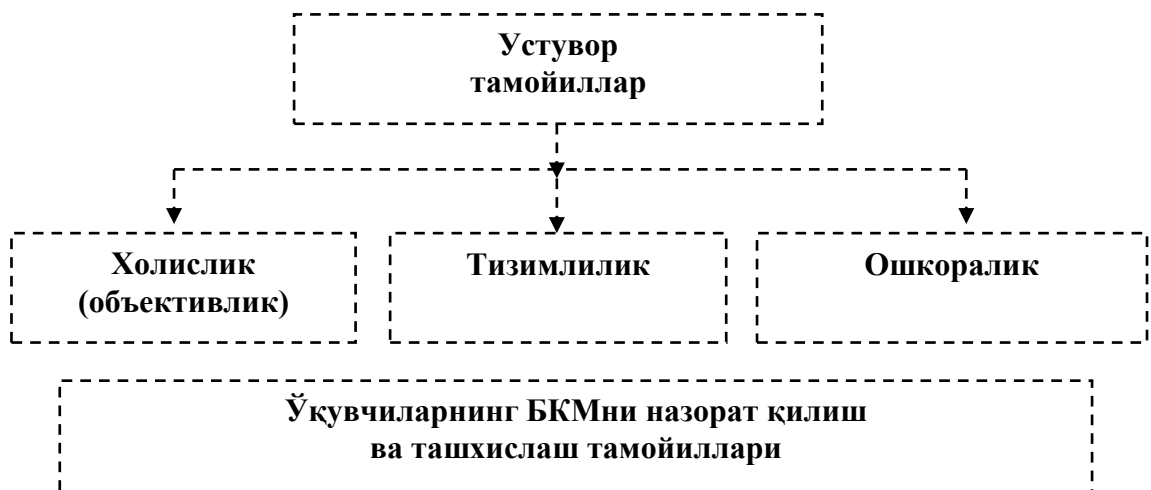 Устувор
тамойиллар
Холислик
(объективлик)
Тизимлилик
Ошкоралик
Ўқувчиларнинг БКМни назорат қилиш
ва ташхислаш тамойиллари